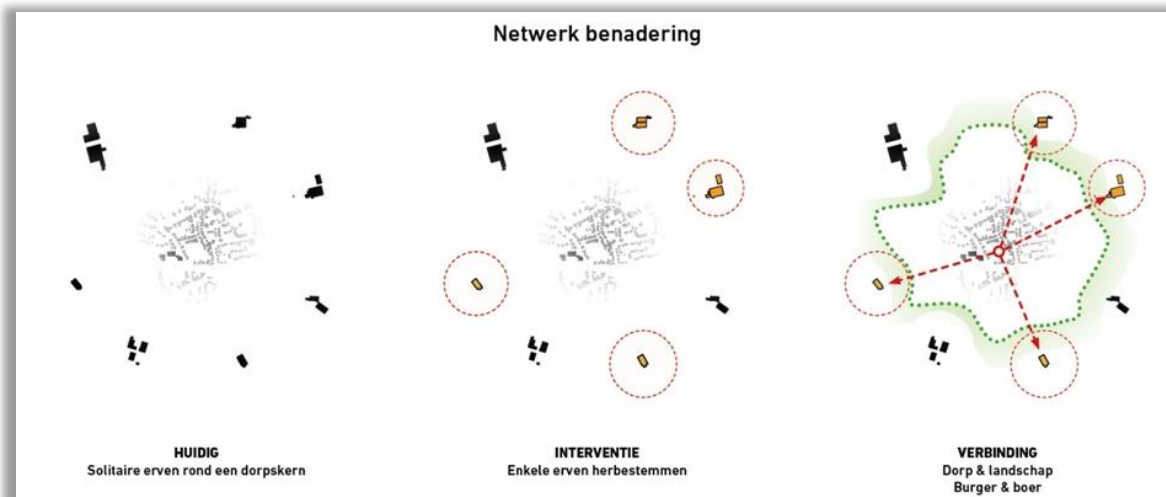 Netwerk benadering
HUIDIG
Solitaire erven rond een dorpskern
INTERVENTIE
Enkele erven herbestemmen
VERBINDING
Dorp & landschap
Burger & boer